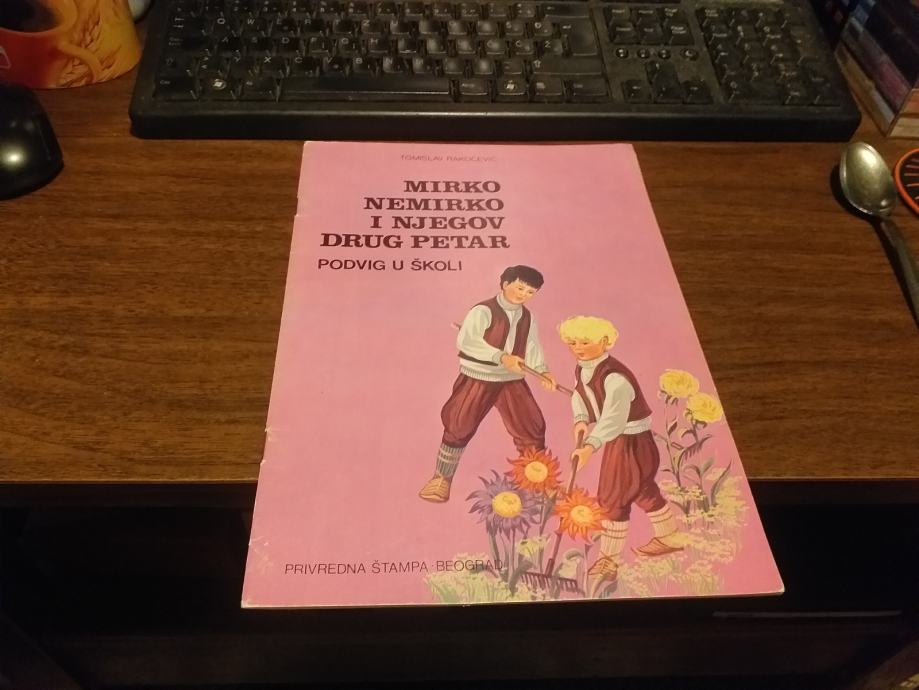 TOMISLAV RAKOČEVIĆ
MIRKO
NEMIRKO
I NJEGOV
DRUG PETAR
PODVIG U ŠKOLI
PRIVREDNA ŠTAMPA BEOGRAD